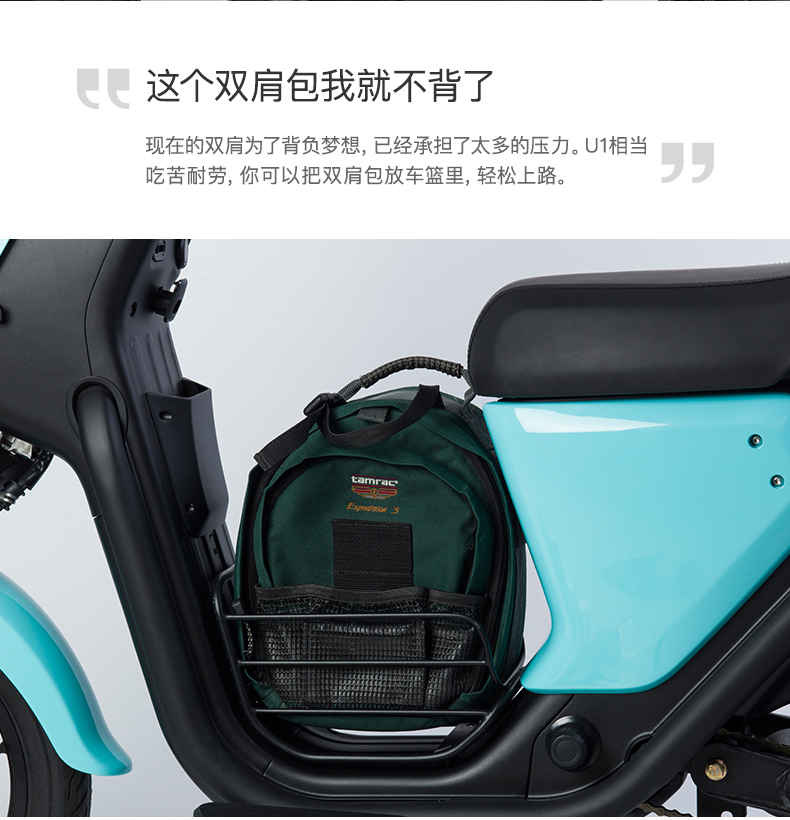 这个双肩包我就不背了
现在的双肩为了背负梦想, 已经承担了太多的压力。U1相当
吃苦耐劳, 你可以把双肩包放车篮里, 轻松上路。
tamrac
Expedition 3